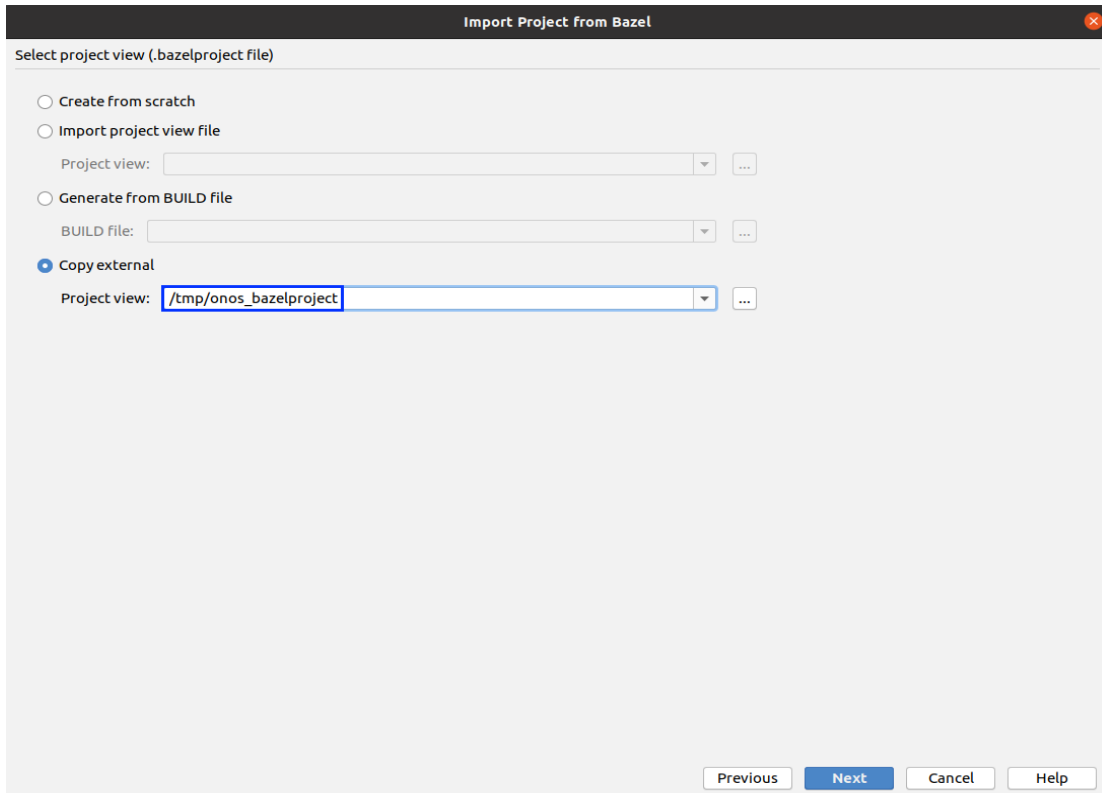 Import Project from Bazel
Select project view (.bazelproject file)
Create from scratch
Import project view file
Project view: ...
Generate from BUILD file
BUILD file: ...
Copy external
Project view: /tmp/onos_bazelproject ...
Previous Next Cancel Help